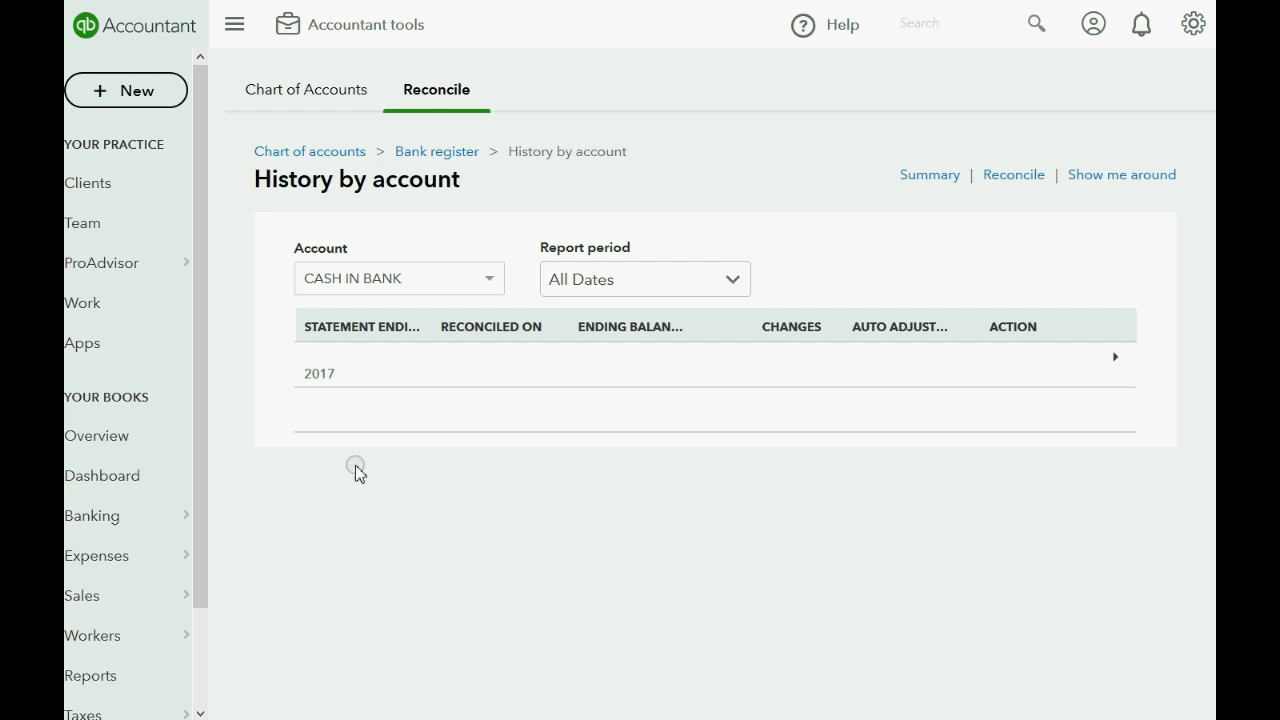 qb Accountant
Accountant tools
Help
Search
+ New
YOUR PRACTICE
Clients
Team
ProAdvisor
Work
Apps
YOUR BOOKS
Overview
Dashboard
Banking
Expenses
Sales
Workers
Reports
Taxes
Chart of Accounts
Reconcile
Chart of accounts > Bank register > History by account
History by account
Summary | Reconcile | Show me around
Account
Report period
CASH IN BANK
All Dates
STATEMENT ENDI... RECONCILED ON ENDING BALAN... CHANGES AUTO ADJUST... ACTION
2017